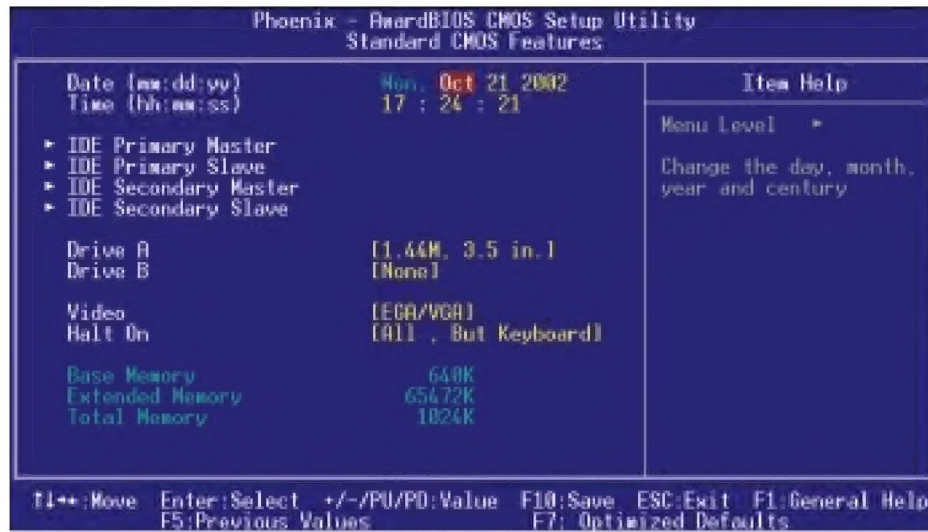 Phoenix - AwardBIOS CMOS Setup Utility
Standard CMOS Features
Date (mm:dd:yy) Mon, Oct 21 2002
Time (hh:mm:ss) 17 : 24 : 21
► IDE Primary Master
► IDE Primary Slave
► IDE Secondary Master
► IDE Secondary Slave
Drive A [1.44M, 3.5 in.]
Drive B [None]
Video [EGA/VGA]
Halt On [All , But Keyboard]
Base Memory 640K
Extended Memory 65472K
Total Memory 1024K
Item Help
Menu Level ►
Change the day, month,
year and century
↑↓→←:Move Enter:Select +/-/PU/PD:Value F10:Save ESC:Exit F1:General Help
F5:Previous Values F7: Optimized Defaults